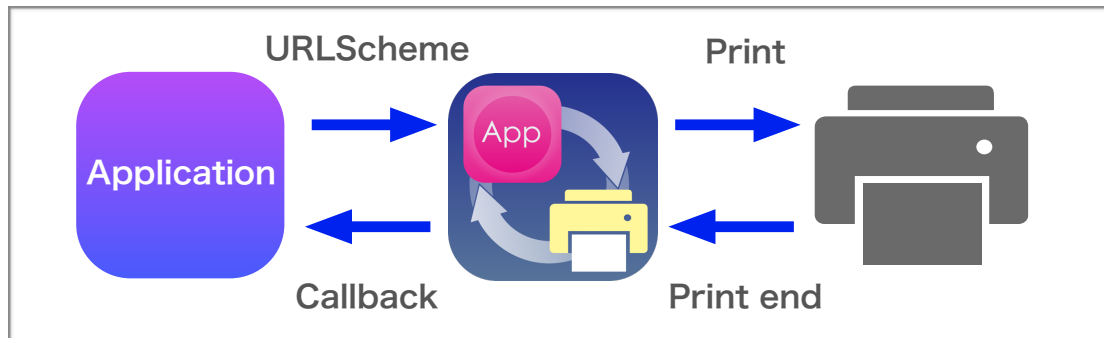 URLScheme
Print
Application
App
Callback
Print end